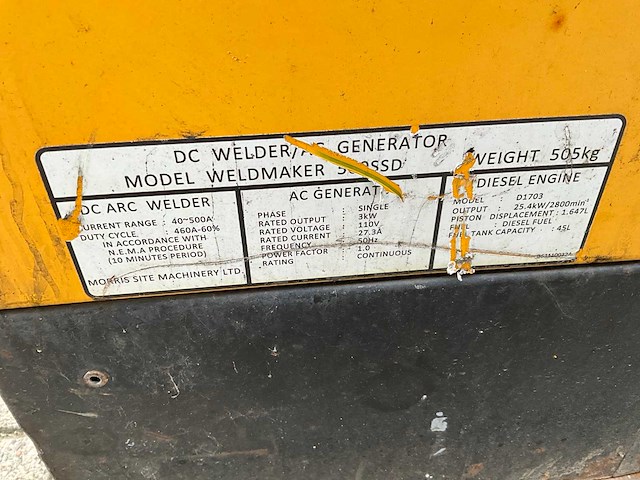 DC WELDER/AC GENERATOR
MODEL WELDMAKER SSD
WEIGHT 505kg
DC ARC WELDER
CURRENT RANGE : 40~500A
DUTY CYCLE : 460A-60%
IN ACCORDANCE WITH
N.E.M.A PROCEDURE
(10 MINUTES PERIOD)
MORRIS SITE MACHINERY LTD.
AC GENERATOR
PHASE : SINGLE
RATED OUTPUT : 3kW
RATED VOLTAGE : 110V
RATED CURRENT : 27.3A
FREQUENCY : 50Hz
POWER FACTOR : 1.0
RATING : CONTINUOUS
DIESEL ENGINE
MODEL : D1703
OUTPUT : 25.4kW/2800min⁻¹
PISTON DISPLACEMENT : 1.647L
FUEL : DIESEL FUEL
FUEL TANK CAPACITY : 45L